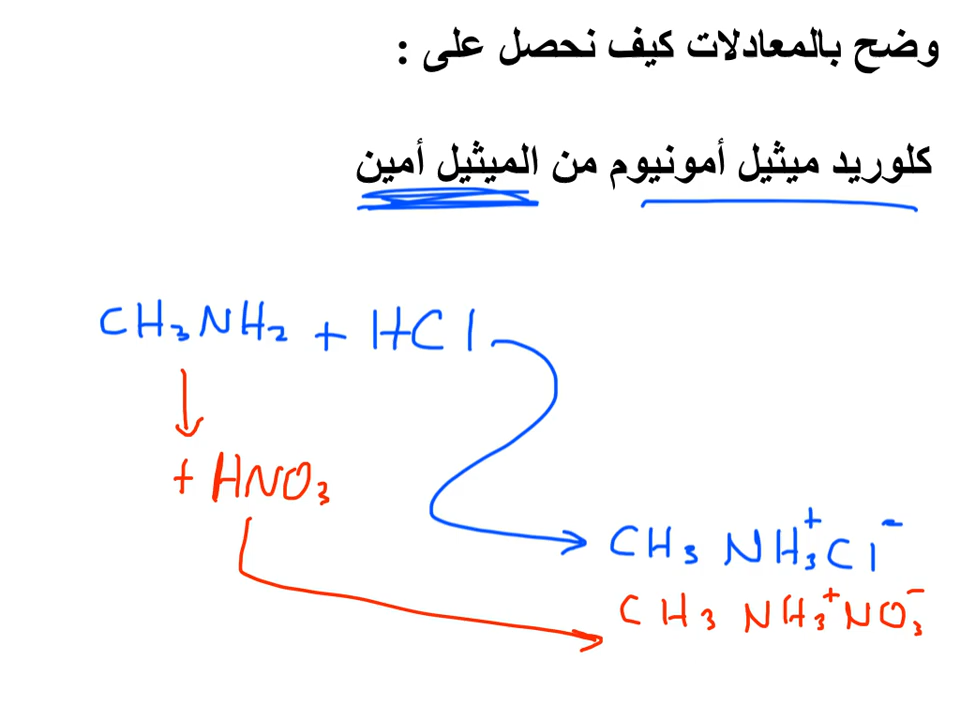 وضح بالمعادلات كيف نحصل على :
كلوريد ميثيل أمونيوم من الميثيل أمين
CH₃NH₂ + HCl
+ HNO₃
CH₃ NH₃⁺Cl⁻
CH₃ NH₃⁺NO₃⁻